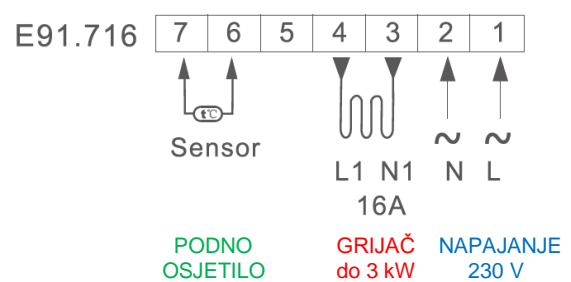 E91.716 7 6 5 4 3 2 1
t℃
Sensor
L1 N1 N L
16A
PODNO GRIJAČ NAPAJANJE
OSJETILO do 3 kW 230 V